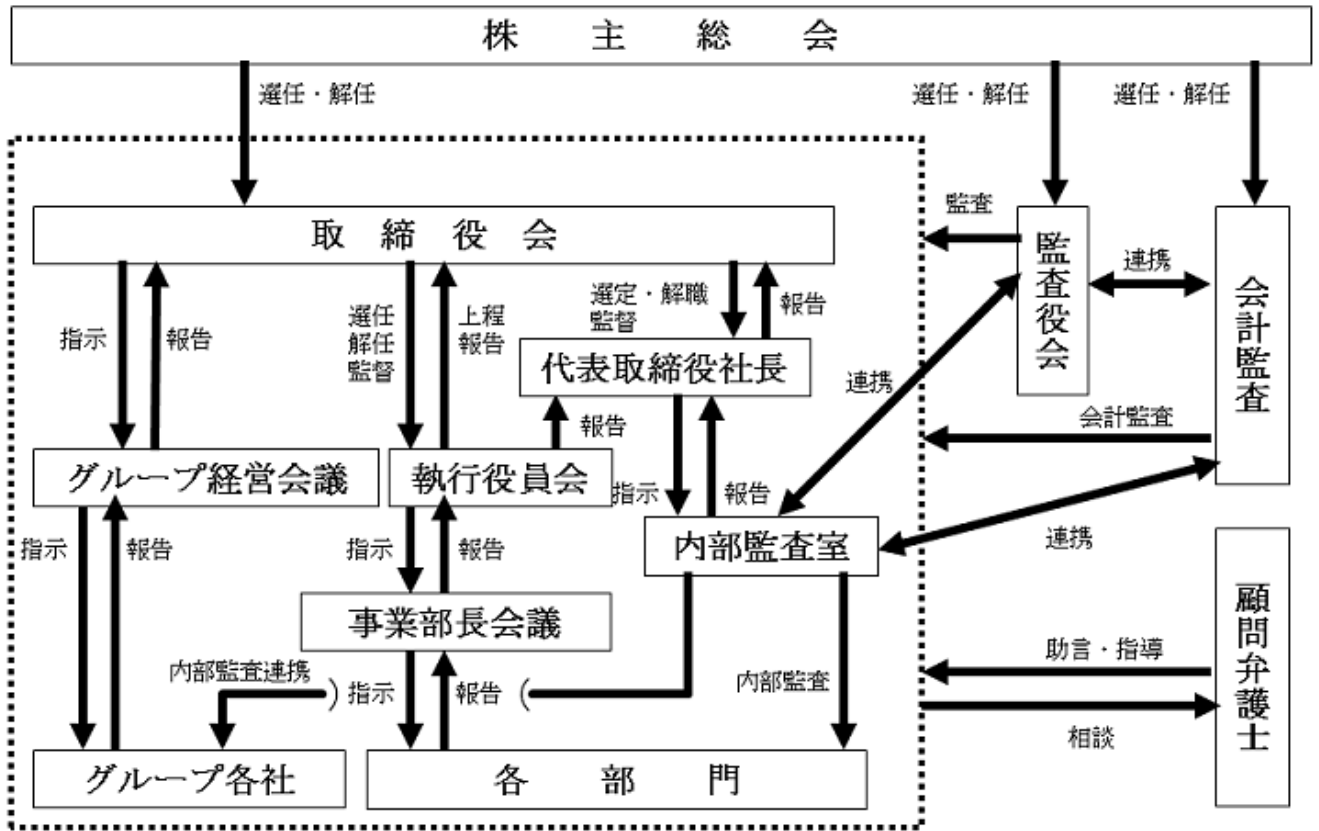 株主総会
選任・解任
選任・解任
選任・解任
取締役会
監査
監査役会
連携
会計監査
指示
報告
選任
解任
監督
上程
報告
選定・解職
監督
報告
代表取締役社長
連携
報告
会計監査
グループ経営会議
執行役員会
指示
報告
内部監査室
連携
指示
報告
指示
報告
事業部長会議
顧問弁護士
助言・指導
内部監査連携
指示
報告
内部監査
相談
グループ各社
各部門